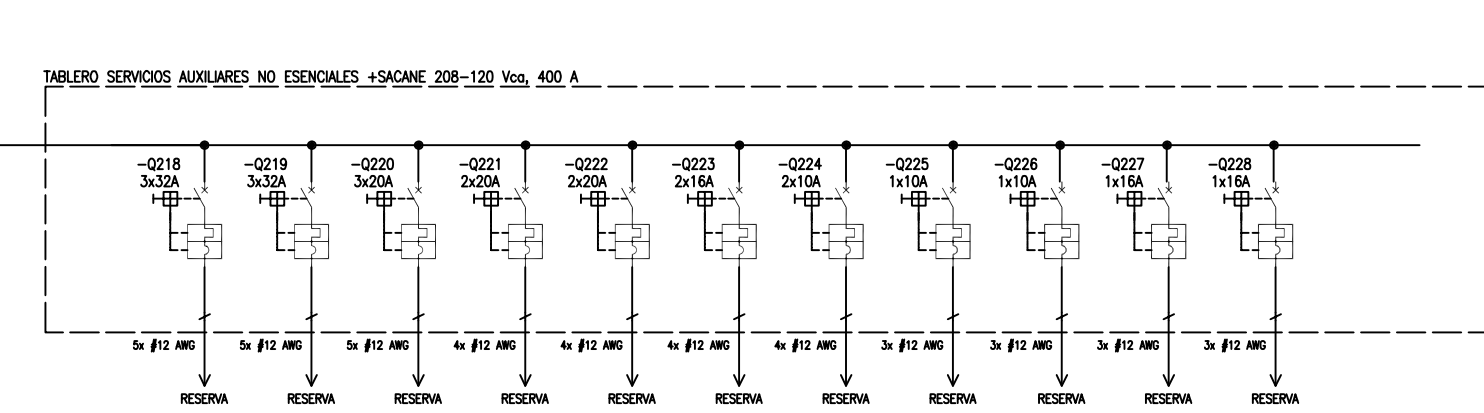 TABLERO SERVICIOS AUXILIARES NO ESENCIALES +SACANE 208-120 Vca, 400 A
-Q218 -Q219 -Q220 -Q221 -Q222 -Q223 -Q224 -Q225 -Q226 -Q227 -Q228
3x32A 3x32A 3x20A 2x20A 2x20A 2x16A 2x10A 1x10A 1x10A 1x16A 1x16A
5x #12 AWG 5x #12 AWG 5x #12 AWG 4x #12 AWG 4x #12 AWG 4x #12 AWG 4x #12 AWG 3x #12 AWG 3x #12 AWG 3x #12 AWG 3x #12 AWG
RESERVA RESERVA RESERVA RESERVA RESERVA RESERVA RESERVA RESERVA RESERVA RESERVA RESERVA